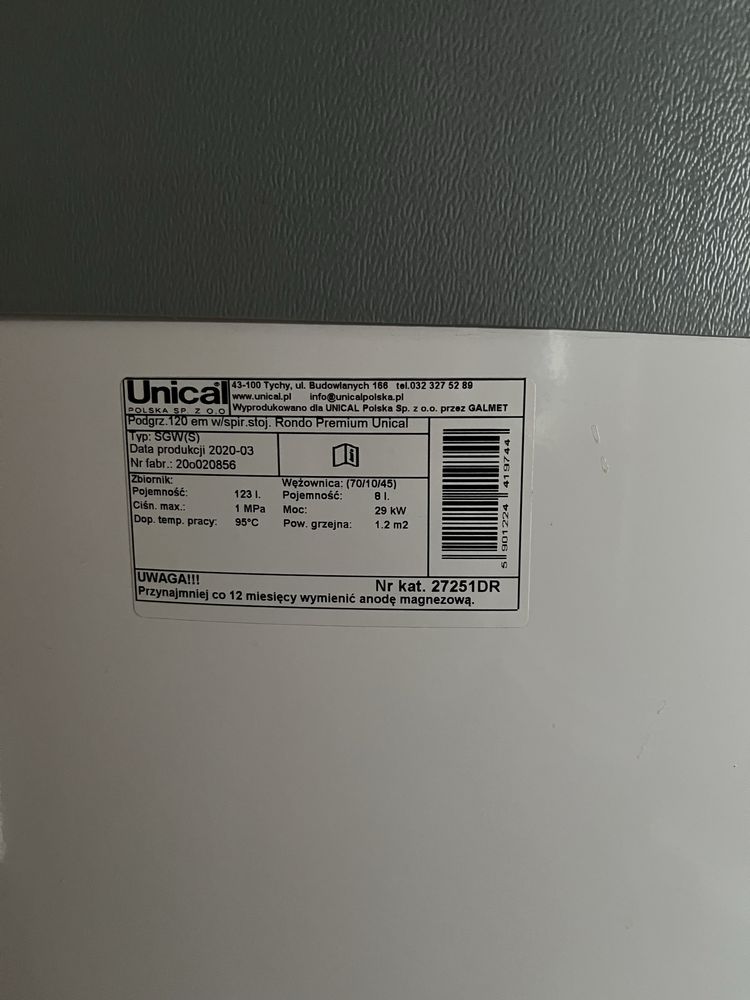 Unical
POLSKA SP. Z O.O
43-100 Tychy, ul. Budowlanych 166 tel.032 327 52 89
www.unical.pl info@unicalpolska.pl
Wyprodukowano dla UNICAL Polska Sp. z o.o. przez GALMET
Podgrz.120 em w/spir.stoj. Rondo Premium Unical
Typ: SGW(S)
Data produkcji 2020-03
Nr fabr.: 20o020856
Zbiornik:
Pojemność: 123 l.
Ciśn. max.: 1 MPa
Dop. temp. pracy: 95°C
Wężownica: (70/10/45)
Pojemność: 8 l.
Moc: 29 kW
Pow. grzejna: 1.2 m2
5 901224 419744
UWAGA!!!
Nr kat. 27251DR
Przynajmniej co 12 miesięcy wymienić anodę magnezową.